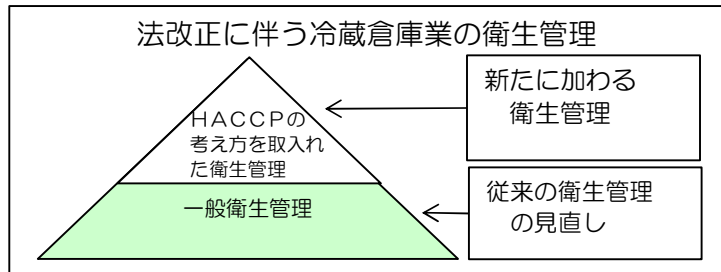 法改正に伴う冷蔵倉庫業の衛生管理
HACCPの
考え方を取入れ
た衛生管理
一般衛生管理
新たに加わる
衛生管理
従来の衛生管理
の見直し